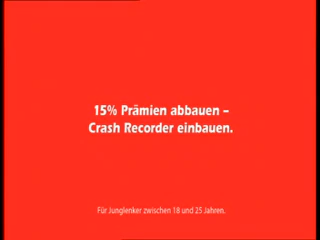 15% Prämien abbauen –
Crash Recorder einbauen.
Für Junglenker zwischen 18 und 25 Jahren.